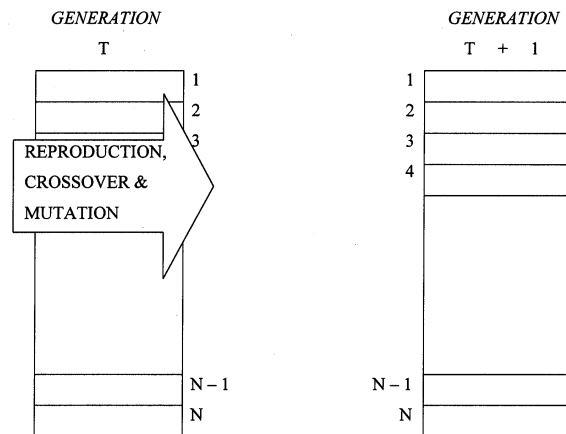 GENERATION
T
1
2
3
REPRODUCTION,
CROSSOVER &
MUTATION
N – 1
N
GENERATION
T + 1
1
2
3
4
N – 1
N